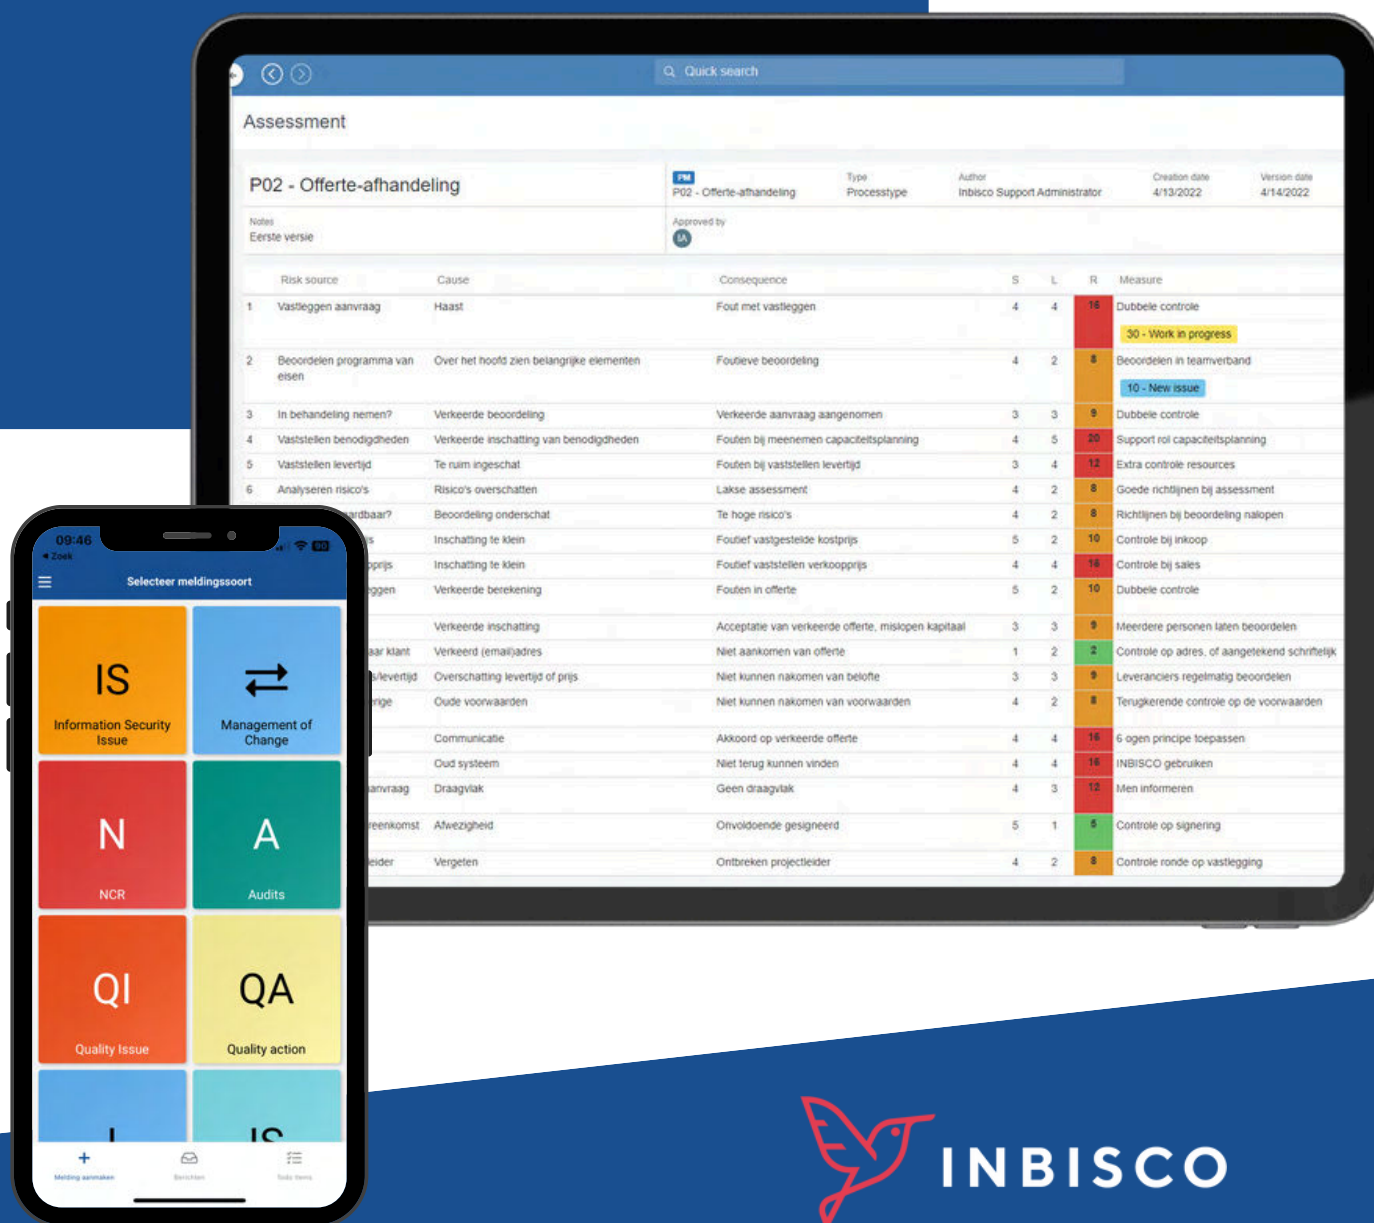 Quick search
Assessment
P02 - Offerte-afhandeling
PM
P02 - Offerte-afhandeling
Type
Processtype
Author
Inbisco Support Administrator
Creation date
4/13/2022
Version date
4/14/2022
Notes
Eerste versie
Approved by
IA
Risk source Cause Consequence S L R Measure
1 Vastleggen aanvraag Haast Fout met vastleggen 4 4 16 Dubbele controle
30 - Work in progress
2 Beoordelen programma van eisen Over het hoofd zien belangrijke elementen Foutieve beoordeling 4 2 8 Beoordelen in teamverband
10 - New issue
3 In behandeling nemen? Verkeerde beoordeling Verkeerde aanvraag aangenomen 3 3 9 Dubbele controle
4 Vaststellen benodigdheden Verkeerde inschatting van benodigdheden Fouten bij meenemen capaciteitsplanning 4 5 20 Support rol capaciteitsplanning
5 Vaststellen levertijd Te ruim ingeschat Fouten bij vaststellen levertijd 3 4 12 Extra controle resources
6 Analyseren risico's Risico's overschatten Lakse assessment 4 2 8 Goede richtlijnen bij assessment
Beoordeling onderschat Te hoge risico's 4 2 8 Richtlijnen bij beoordeling nalopen
Inschatting te klein Foutief vastgestelde kostprijs 5 2 10 Controle bij inkoop
Inschatting te klein Foutief vaststellen verkoopprijs 4 4 16 Controle bij sales
Verkeerde berekening Fouten in offerte 5 2 10 Dubbele controle
Verkeerde inschatting Acceptatie van verkeerde offerte, mislopen kapitaal 3 3 9 Meerdere personen laten beoordelen
aar klant Verkeerd (email)adres Niet aankomen van offerte 1 2 2 Controle op adres, of aangetekend schriftelijk
s/levertijd Overschatting levertijd of prijs Niet kunnen nakomen van belofte 3 3 9 Leveranciers regelmatig beoordelen
erige Oude voorwaarden Niet kunnen nakomen van voorwaarden 4 2 8 Terugkerende controle op de voorwaarden
Communicatie Akkoord op verkeerde offerte 4 4 16 6 ogen principe toepassen
Oud systeem Niet terug kunnen vinden 4 4 16 INBISCO gebruiken
aanvraag Draagvlak Geen draagvlak 4 3 12 Men informeren
reenkomst Afwezigheid Onvoldoende gesigneerd 5 1 5 Controle op signering
leider Vergeten Ontbreken projectleider 4 2 8 Controle ronde op vastlegging
09:46
90
Zoek
Selecteer meldingssoort
IS
Information Security
Issue
Management of
Change
N
NCR
A
Audits
QI
Quality Issue
QA
Quality action
Melding aanmaken
Berichten
Todo items
INBISCO